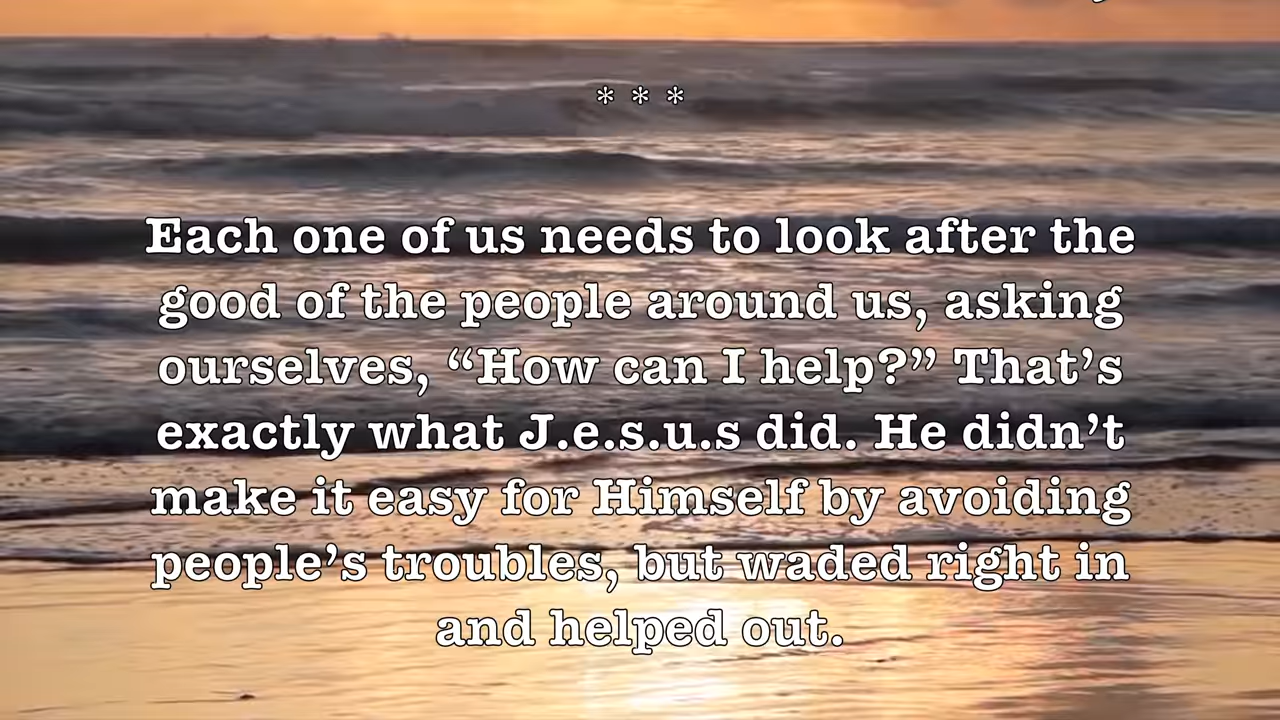 * * *
Each one of us needs to look after the
good of the people around us, asking
ourselves, “How can I help?” That’s
exactly what J.e.s.u.s did. He didn’t
make it easy for Himself by avoiding
people’s troubles, but waded right in
and helped out.